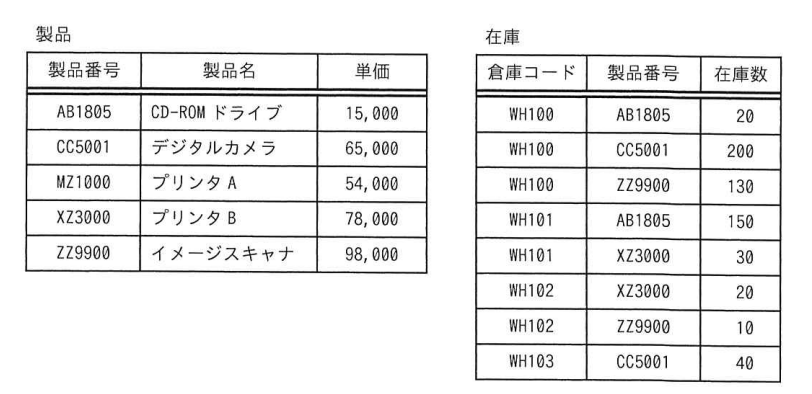 製品
製品番号 製品名 単価
AB1805 CD-ROM ドライブ 15,000
CC5001 デジタルカメラ 65,000
MZ1000 プリンタ A 54,000
XZ3000 プリンタ B 78,000
ZZ9900 イメージスキャナ 98,000
在庫
倉庫コード 製品番号 在庫数
WH100 AB1805 20
WH100 CC5001 200
WH100 ZZ9900 130
WH101 AB1805 150
WH101 XZ3000 30
WH102 XZ3000 20
WH102 ZZ9900 10
WH103 CC5001 40